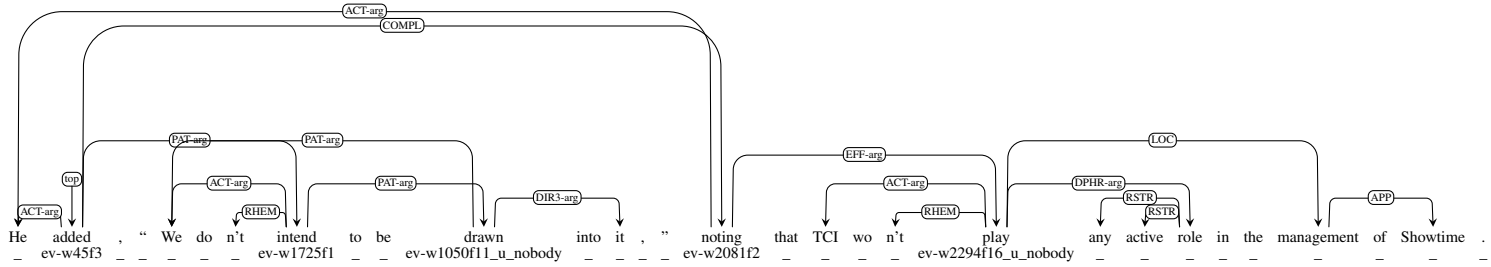 ACT-arg
COMPL
PAT-arg PAT-arg LOC
EFF-arg
top ACT-arg PAT-arg ACT-arg DPHR-arg
DIR3-arg RSTR APP
ACT-arg RHEM RHEM RSTR
He added , “ We do n’t intend to be drawn into it , ” noting that TCI wo n’t play any active role in the management of Showtime .
_ ev-w45f3 _ _ _ _ _ ev-w1725f1 _ _ ev-w1050f11_u_nobody _ _ _ _ ev-w2081f2 _ _ _ _ ev-w2294f16_u_nobody _ _ _ _ _ _ _ _ _